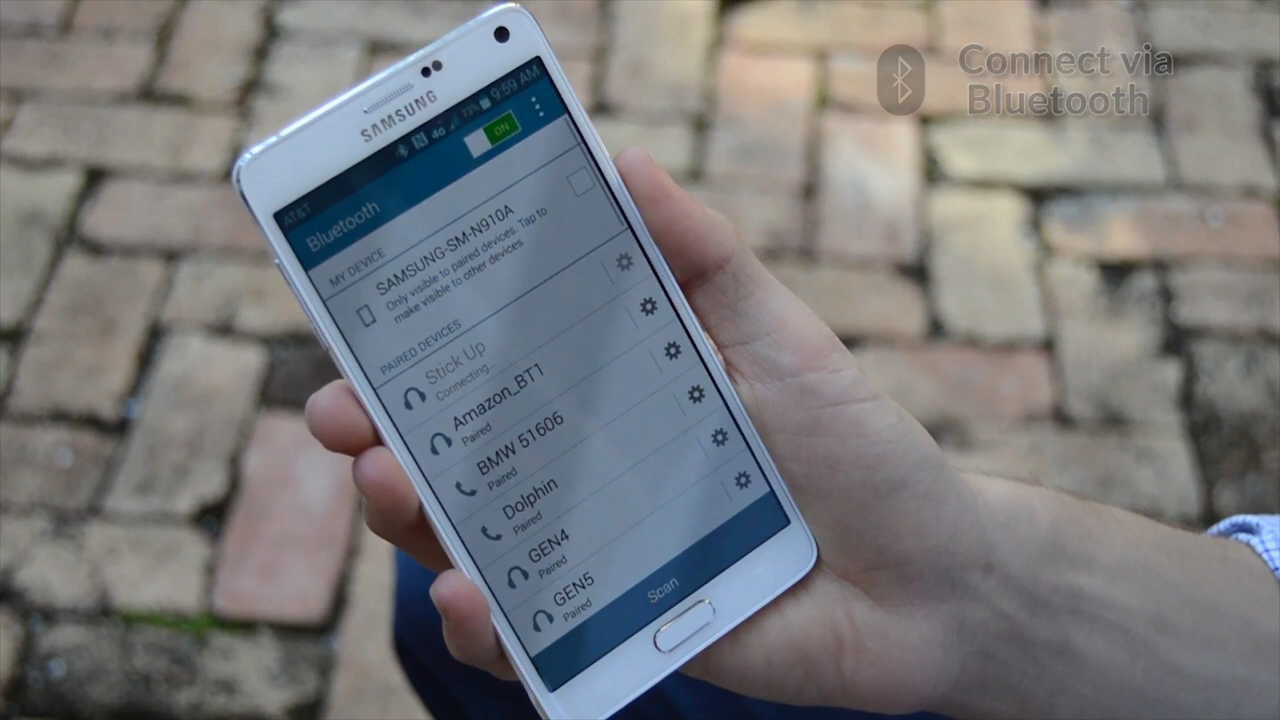 Connect via
Bluetooth
SAMSUNG
AT&T 4G 73% 9:59 AM
Bluetooth ON
MY DEVICE
SAMSUNG-SM-N910A
Only visible to paired devices. Tap to
make visible to other devices.
PAIRED DEVICES
Stick Up
Connecting...
Amazon_BT1
Paired
BMW 51606
Paired
Dolphin
Paired
GEN4
Paired
GEN5
Paired
Scan